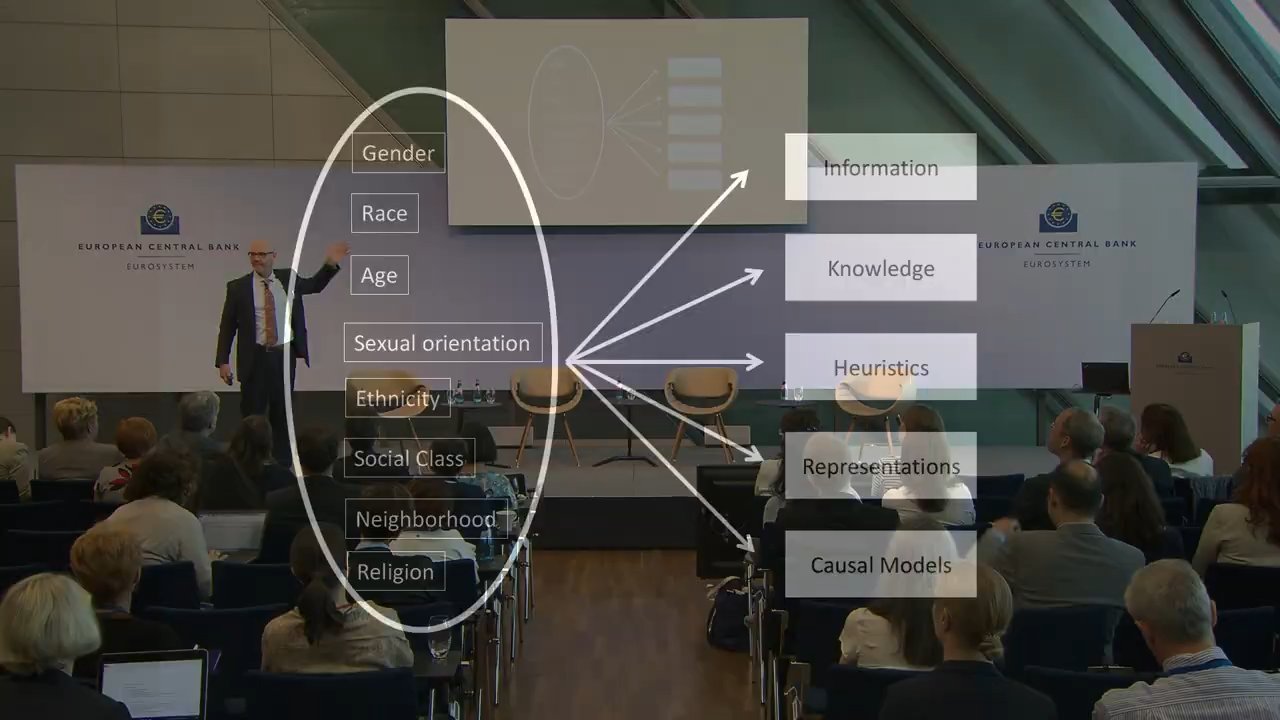 Gender
Race
Age
Sexual orientation
Ethnicity
Social Class
Neighborhood
Religion
Information
Knowledge
Heuristics
Representations
Causal Models
EUROPEAN CENTRAL BANK
EUROSYSTEM
EUROPEAN CENTRAL BANK
EUROSYSTEM